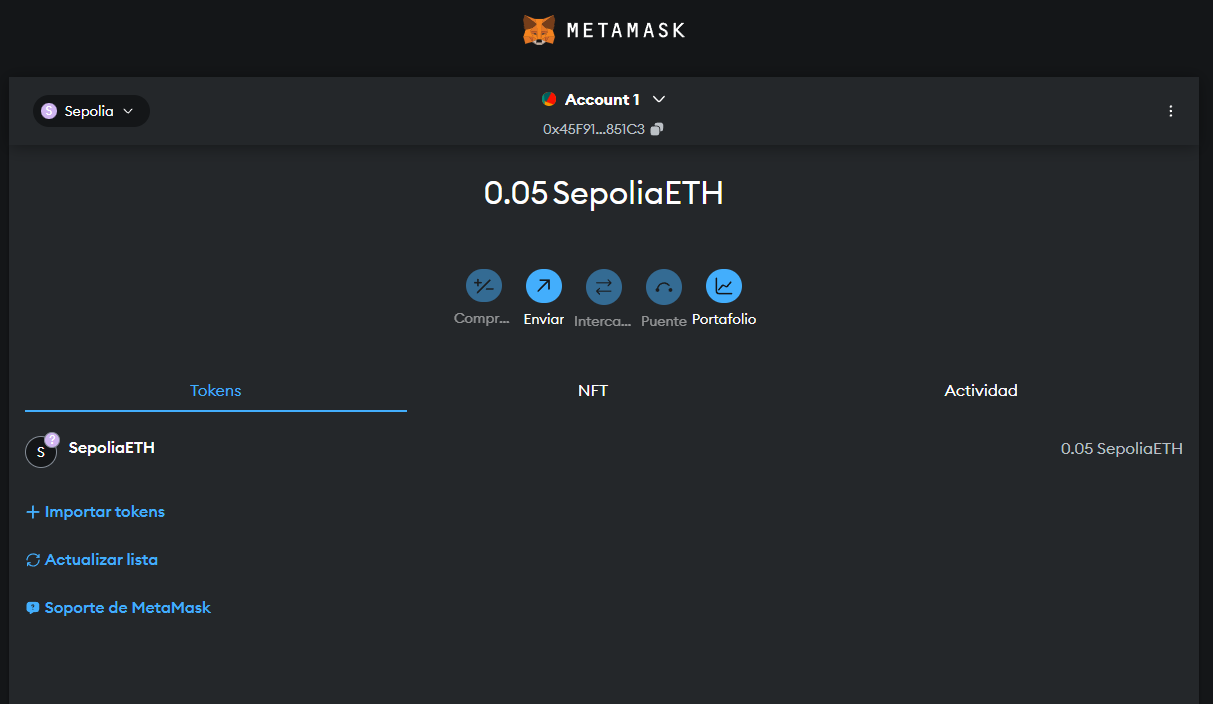 METAMASK
S Sepolia
Account 1
0x45F91...851C3
0.05 SepoliaETH
Compr...
Enviar
Interca...
Puente
Portafolio
Tokens
NFT
Actividad
S ?
SepoliaETH
0.05 SepoliaETH
Importar tokens
Actualizar lista
Soporte de MetaMask